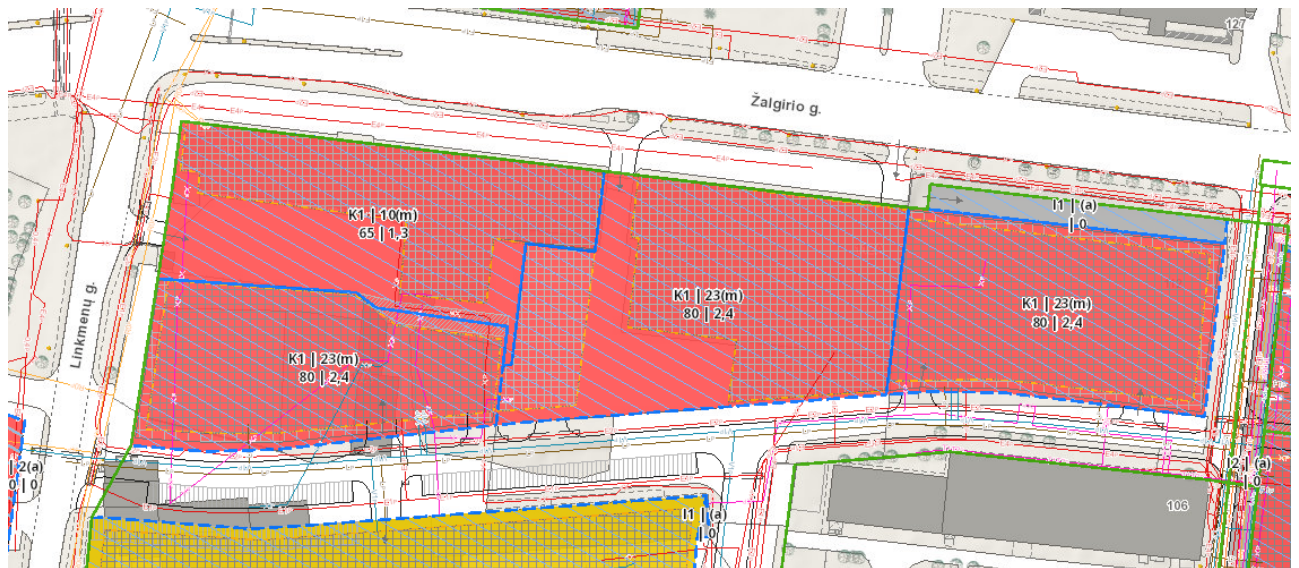 127
Žalgirio g.
I1 | (a)
| 0
K1 | 10(m)
65 | 1,3
K1 | 23(m)
80 | 2,4
K1 | 23(m)
80 | 2,4
Linkmenų g.
K1 | 23(m)
80 | 2,4
| 2(a)
0 | 0
I2 | (a)
| 0
I1 | (a)
| 0
106